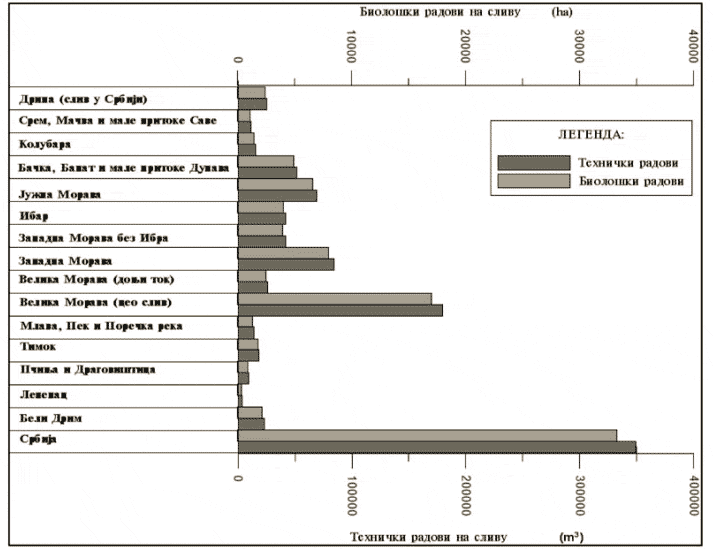 Биолошки радови на сливу (ha)
0 10000 20000 30000 40000
Дрина (слив у Србији)
Срем, Мачва и мале притоке Саве
Колубара
Бачка, Банат и мале притоке Дунава
Јужна Морава
Ибар
Западна Морава без Ибра
Западна Морава
Велика Морава (доњи ток)
Велика Морава (цео слив)
Млава, Пек и Поречка река
Тимок
Пчиња и Драговиштица
Лепенац
Бели Дрим
Србија
ЛЕГЕНДА:
Технички радови
Биолошки радови
0 100000 200000 300000 400000
Технички радови на сливу (m³)